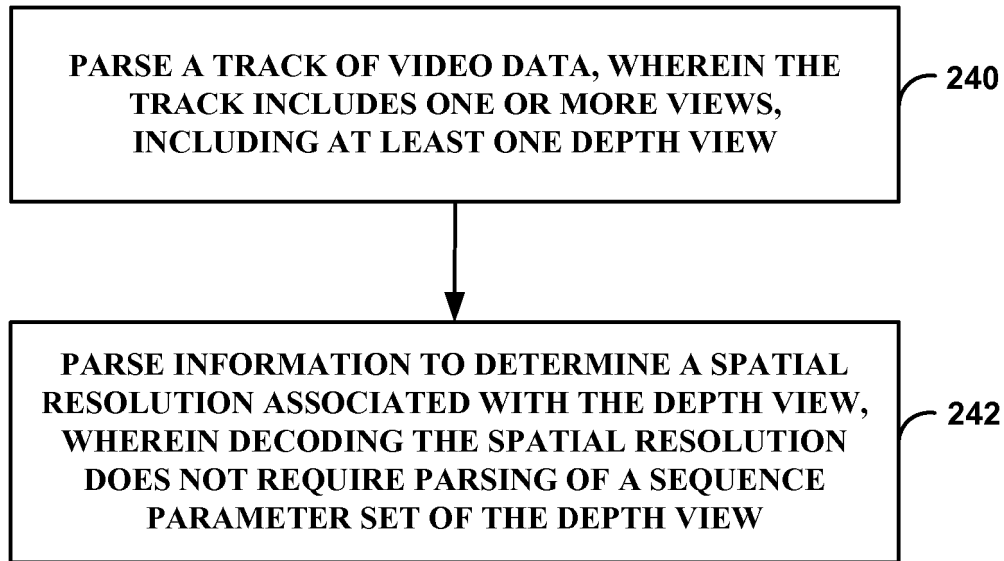 PARSE A TRACK OF VIDEO DATA, WHEREIN THE
TRACK INCLUDES ONE OR MORE VIEWS,
INCLUDING AT LEAST ONE DEPTH VIEW
240
PARSE INFORMATION TO DETERMINE A SPATIAL
RESOLUTION ASSOCIATED WITH THE DEPTH VIEW,
WHEREIN DECODING THE SPATIAL RESOLUTION
DOES NOT REQUIRE PARSING OF A SEQUENCE
PARAMETER SET OF THE DEPTH VIEW
242